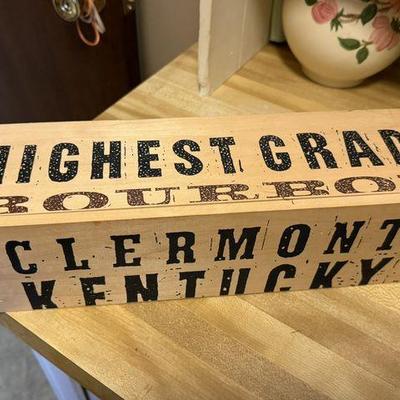 HIGHEST GRAD
BOURBO
CLERMONT
KENTUCKY